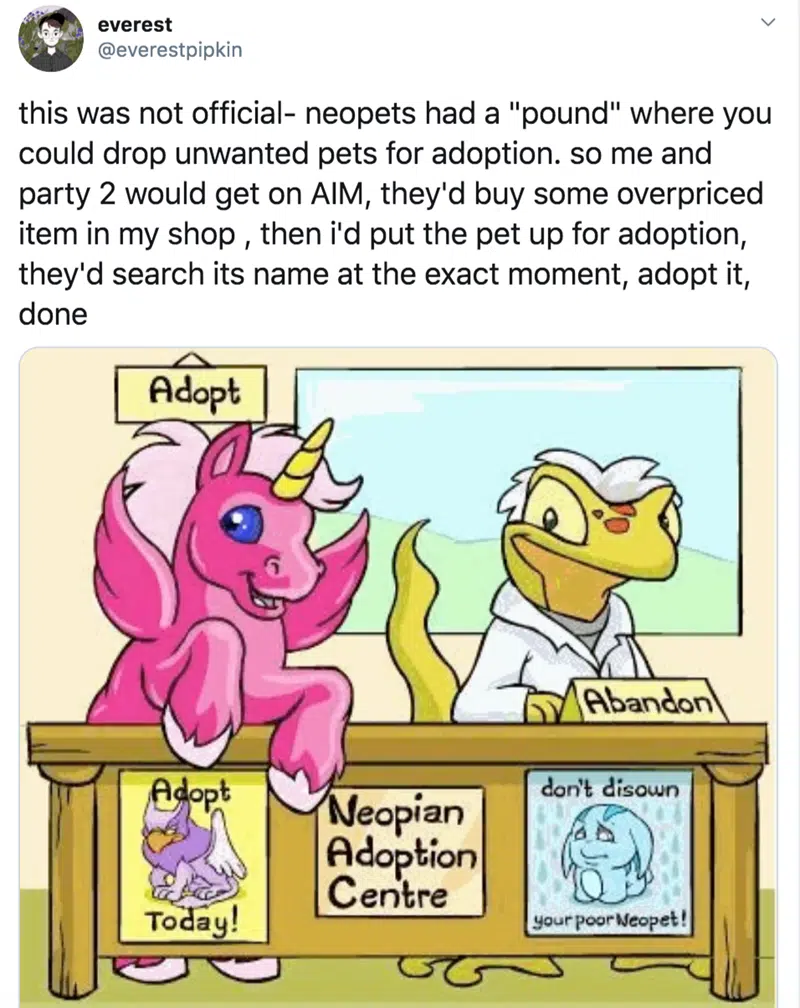 everest
@everestpipkin
this was not official- neopets had a "pound" where you
could drop unwanted pets for adoption. so me and
party 2 would get on AIM, they'd buy some overpriced
item in my shop , then i'd put the pet up for adoption,
they'd search its name at the exact moment, adopt it,
done
Adopt
Abandon
Adopt
Today!
Neopian
Adoption
Centre
don't disown
your poor Neopet!